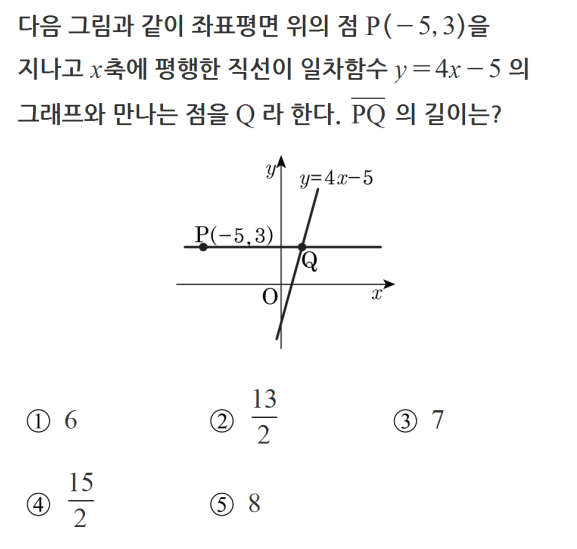 다음 그림과 같이 좌표평면 위의 점 P(−5, 3)을
지나고 x축에 평행한 직선이 일차함수 y=4x−5 의
그래프와 만나는 점을 Q 라 한다. \overline{PQ} 의 길이는?
y
y=4x−5
P(−5,3)
Q
O
x
① 6 ② 13/2 ③ 7
④ 15/2 ⑤ 8